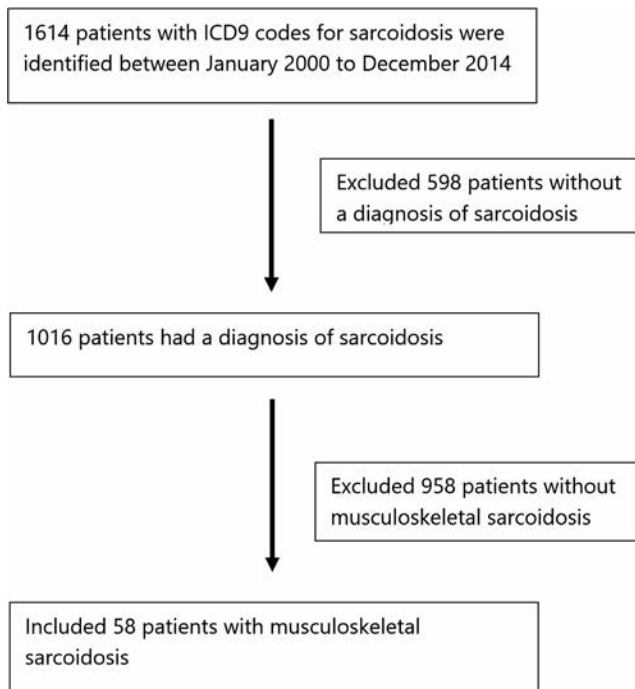 1614 patients with ICD9 codes for sarcoidosis were
identified between January 2000 to December 2014
Excluded 598 patients without
a diagnosis of sarcoidosis
1016 patients had a diagnosis of sarcoidosis
Excluded 958 patients without
musculoskeletal sarcoidosis
Included 58 patients with musculoskeletal
sarcoidosis